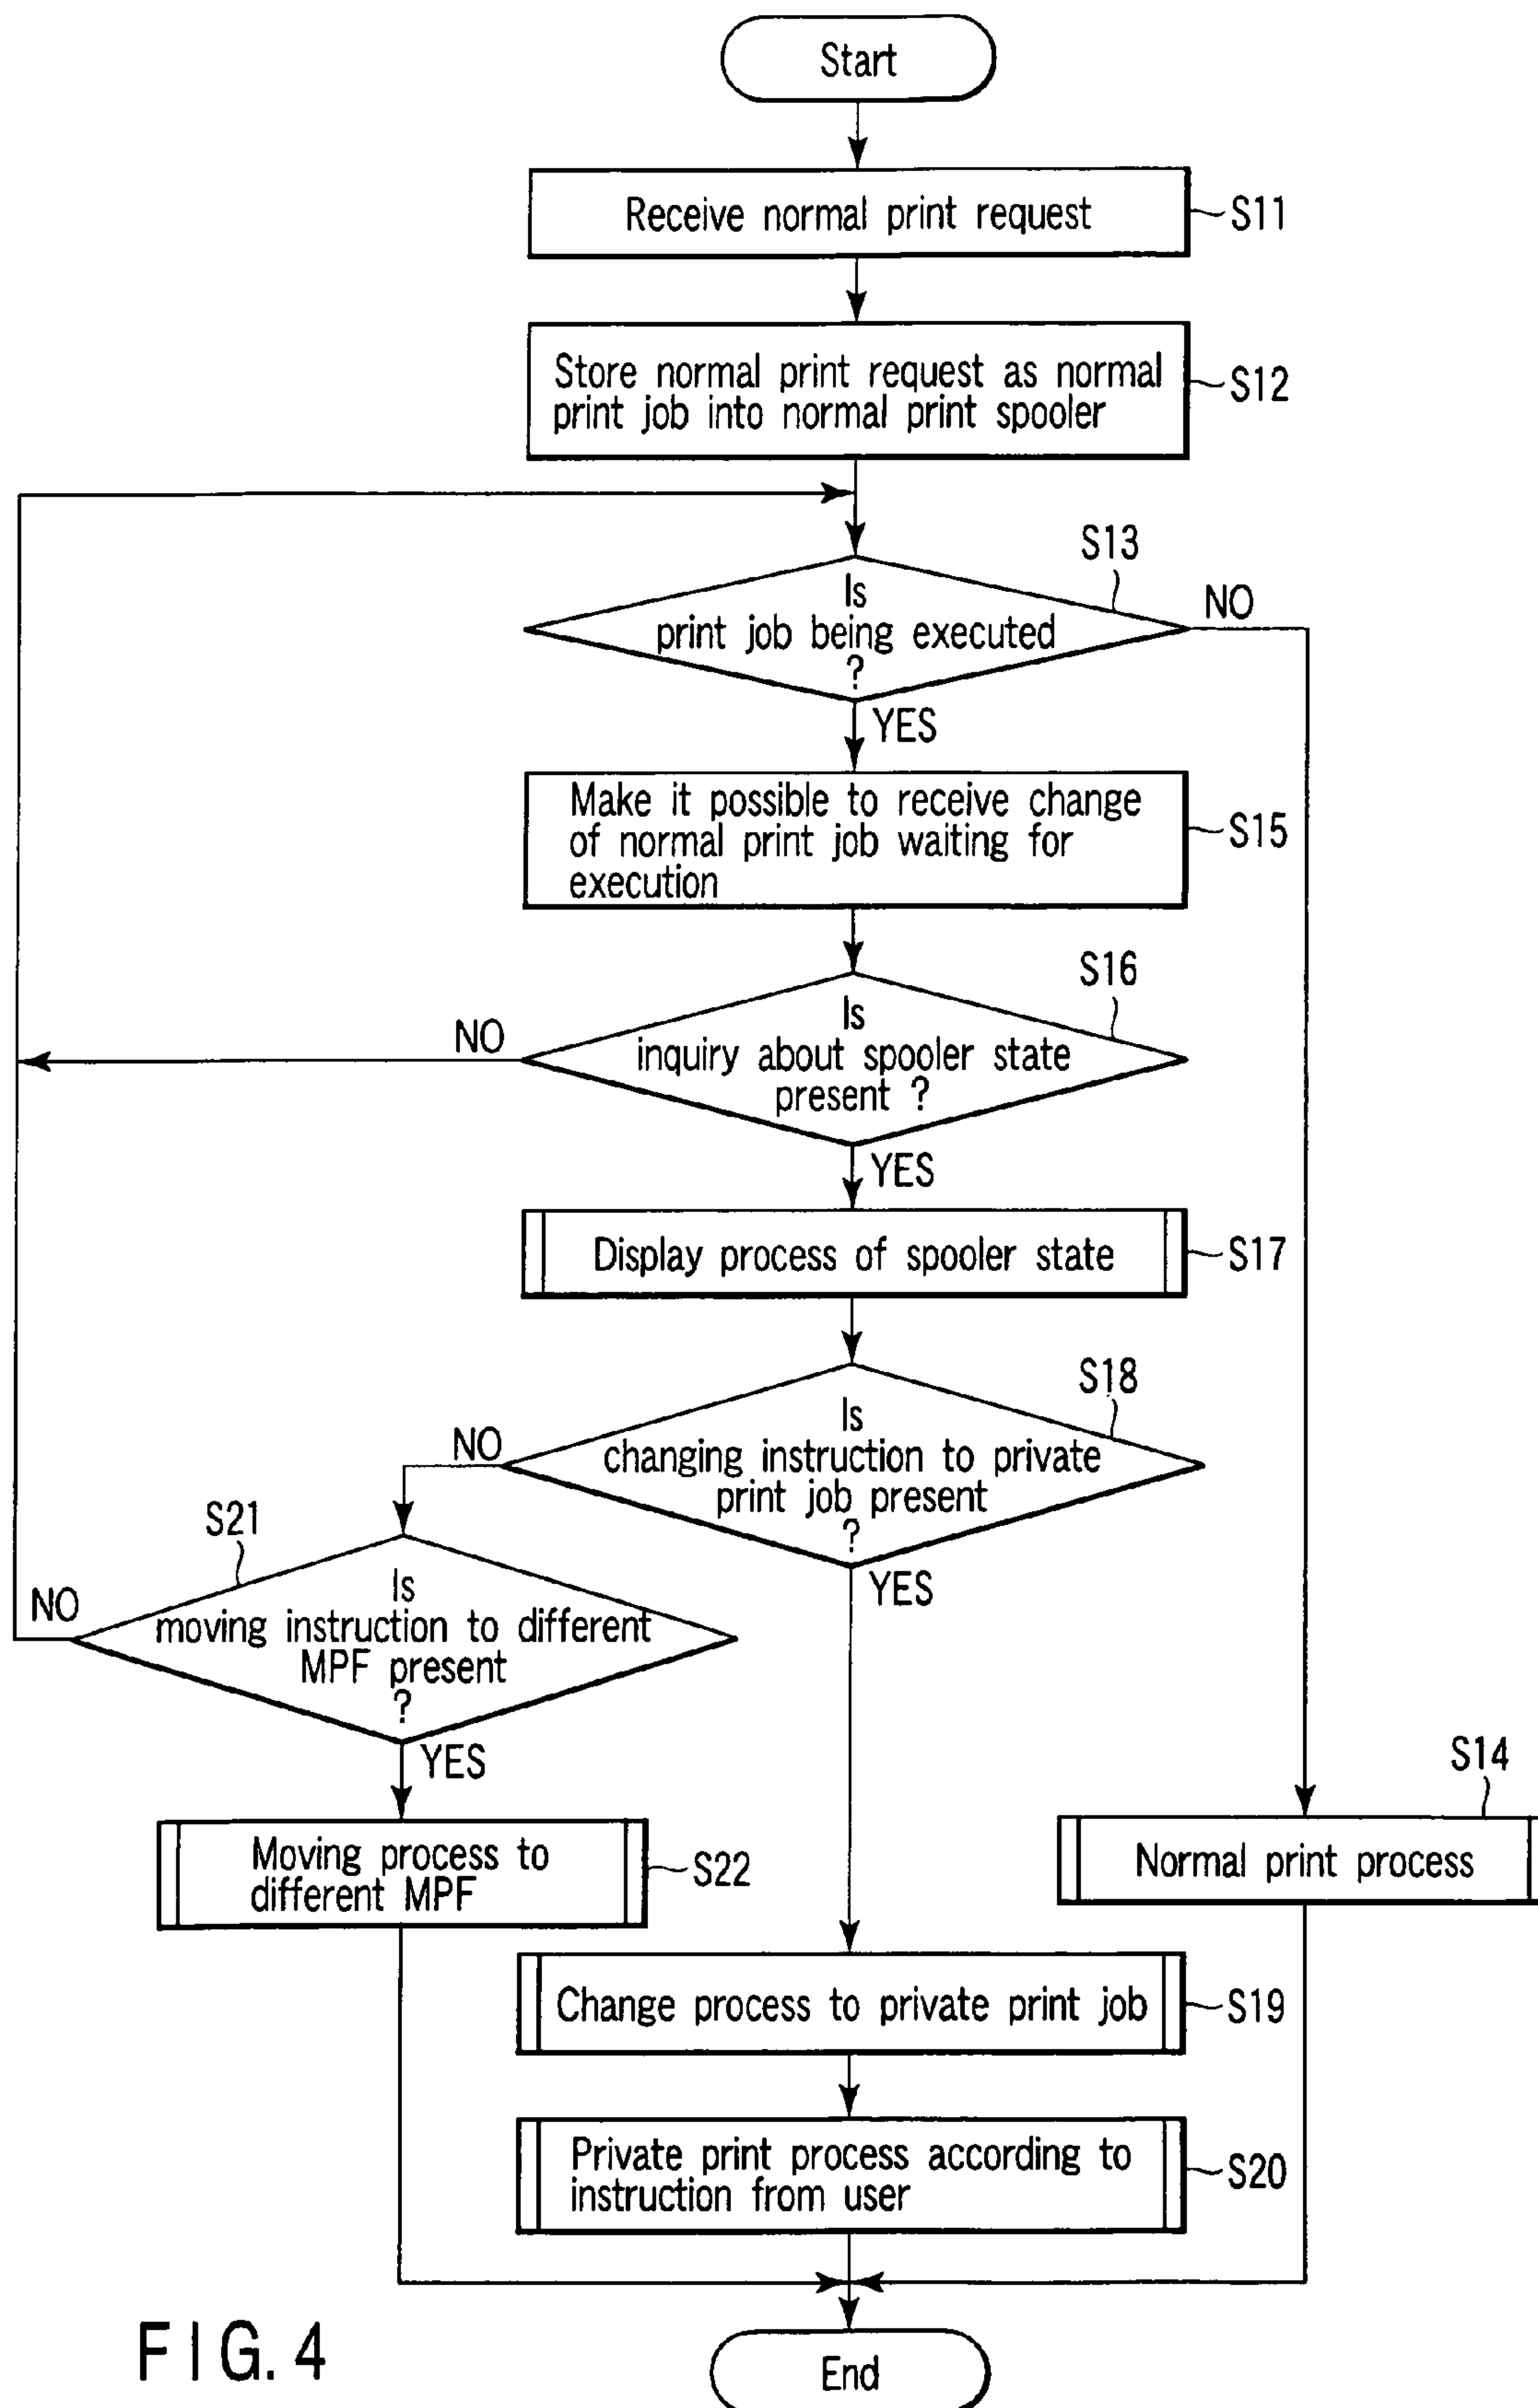 Start
Receive normal print request
S11
Store normal print request as normal
print job into normal print spooler
S12
S13
Is
print job being executed
?
NO
YES
Make it possible to receive change
of normal print job waiting for
execution
S15
S16
Is
inquiry about spooler state
present ?
NO
YES
Display process of spooler state
S17
S18
Is
changing instruction to private
print job present
?
NO
YES
S21
Is
moving instruction to different
MPF present
?
NO
YES
S14
Normal print process
Moving process to
different MPF
S22
Change process to private print job
S19
Private print process according to
instruction from user
S20
End
FIG. 4